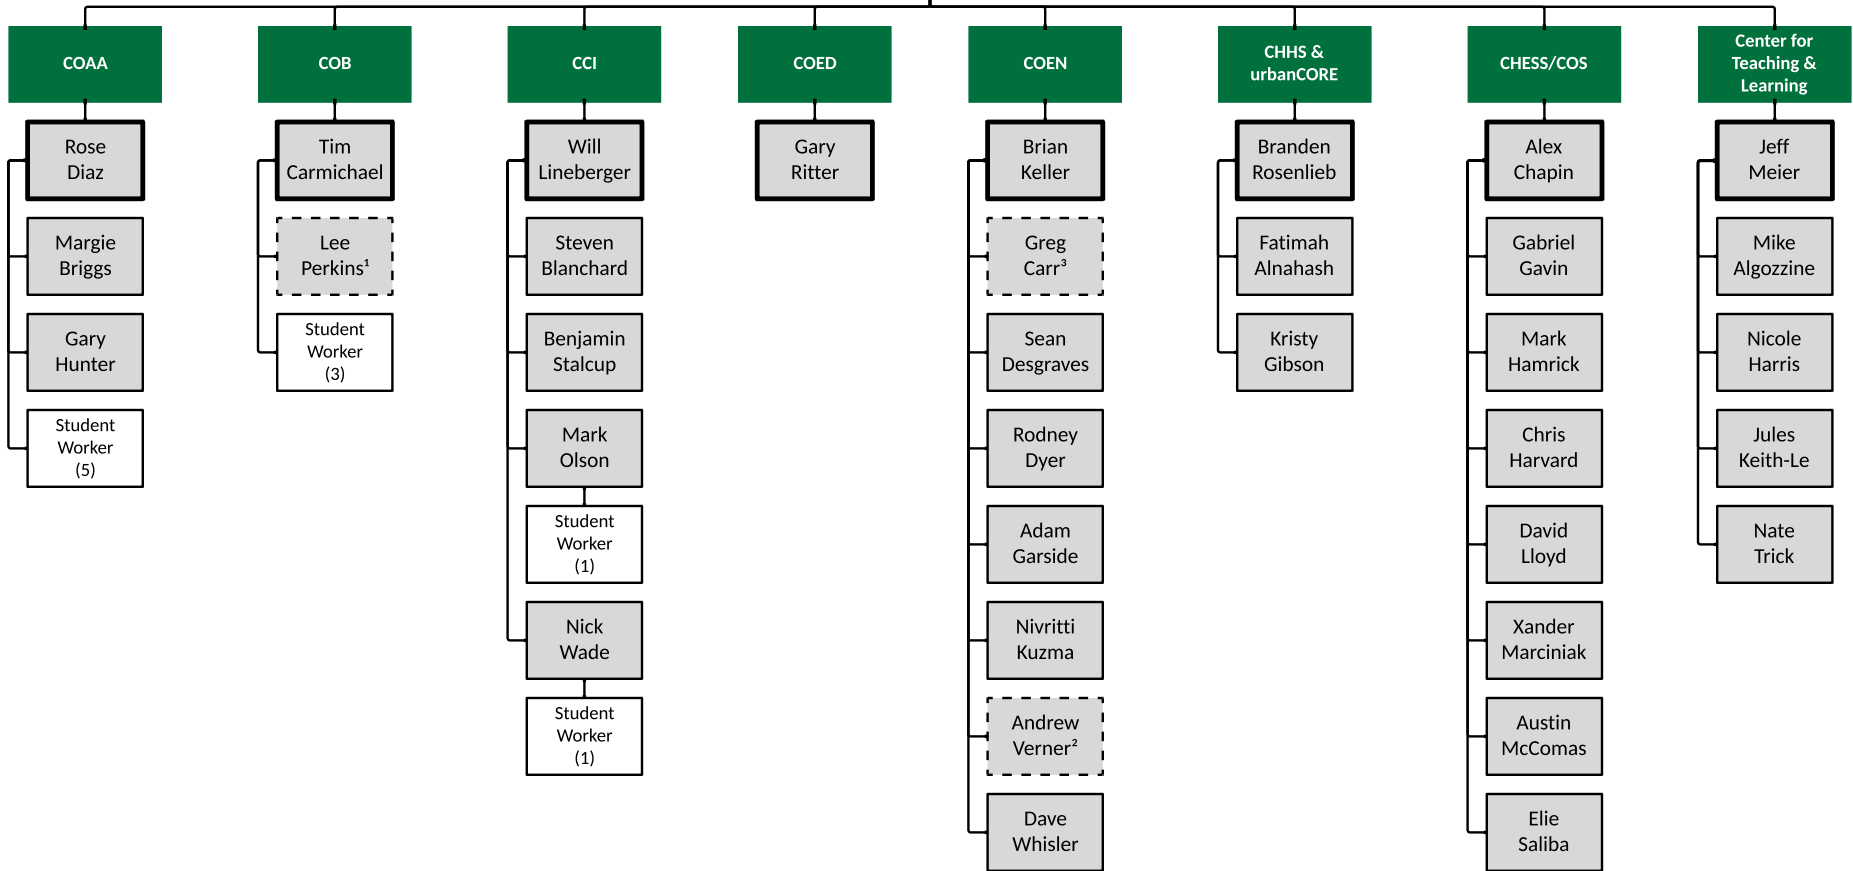 COAA
Rose
Diaz
Margie
Briggs
Gary
Hunter
Student
Worker
(5)
COB
Tim
Carmichael
Lee
Perkins¹
Student
Worker
(3)
CCI
Will
Lineberger
Steven
Blanchard
Benjamin
Stalcup
Mark
Olson
Student
Worker
(1)
Nick
Wade
Student
Worker
(1)
COED
Gary
Ritter
COEN
Brian
Keller
Greg
Carr³
Sean
Desgraves
Rodney
Dyer
Adam
Garside
Nivritti
Kuzma
Andrew
Verner²
Dave
Whisler
CHHS &
urbanCORE
Branden
Rosenlieb
Fatimah
Alnahash
Kristy
Gibson
CHESS/COS
Alex
Chapin
Gabriel
Gavin
Mark
Hamrick
Chris
Harvard
David
Lloyd
Xander
Marciniak
Austin
McComas
Elie
Saliba
Center for
Teaching &
Learning
Jeff
Meier
Mike
Algozzine
Nicole
Harris
Jules
Keith-Le
Nate
Trick